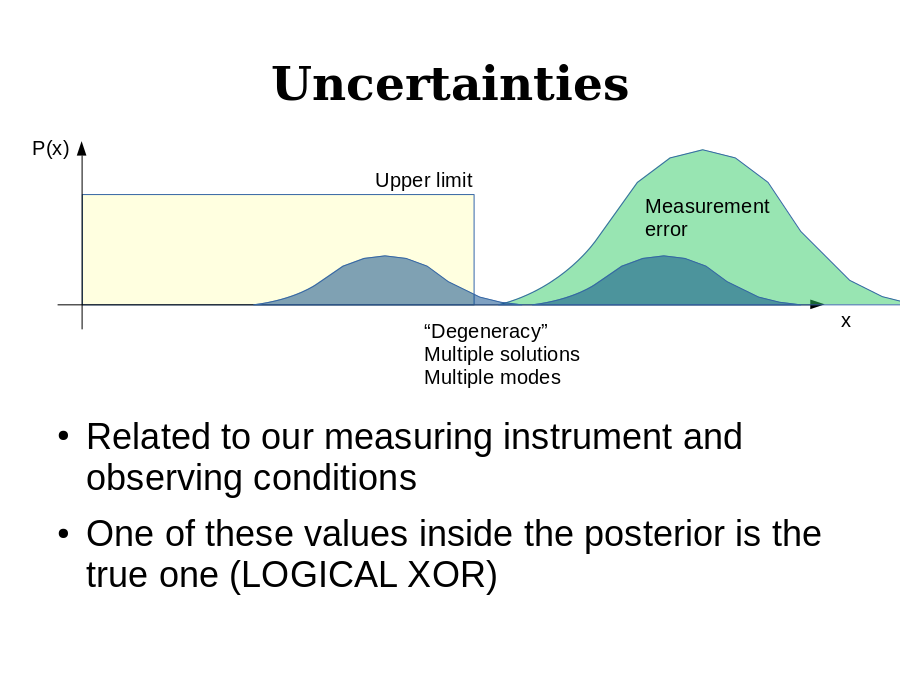 Uncertainties
P(x)
Upper limit
Measurement
error
x
“Degeneracy”
Multiple solutions
Multiple modes
• Related to our measuring instrument and
observing conditions
• One of these values inside the posterior is the
true one (LOGICAL XOR)